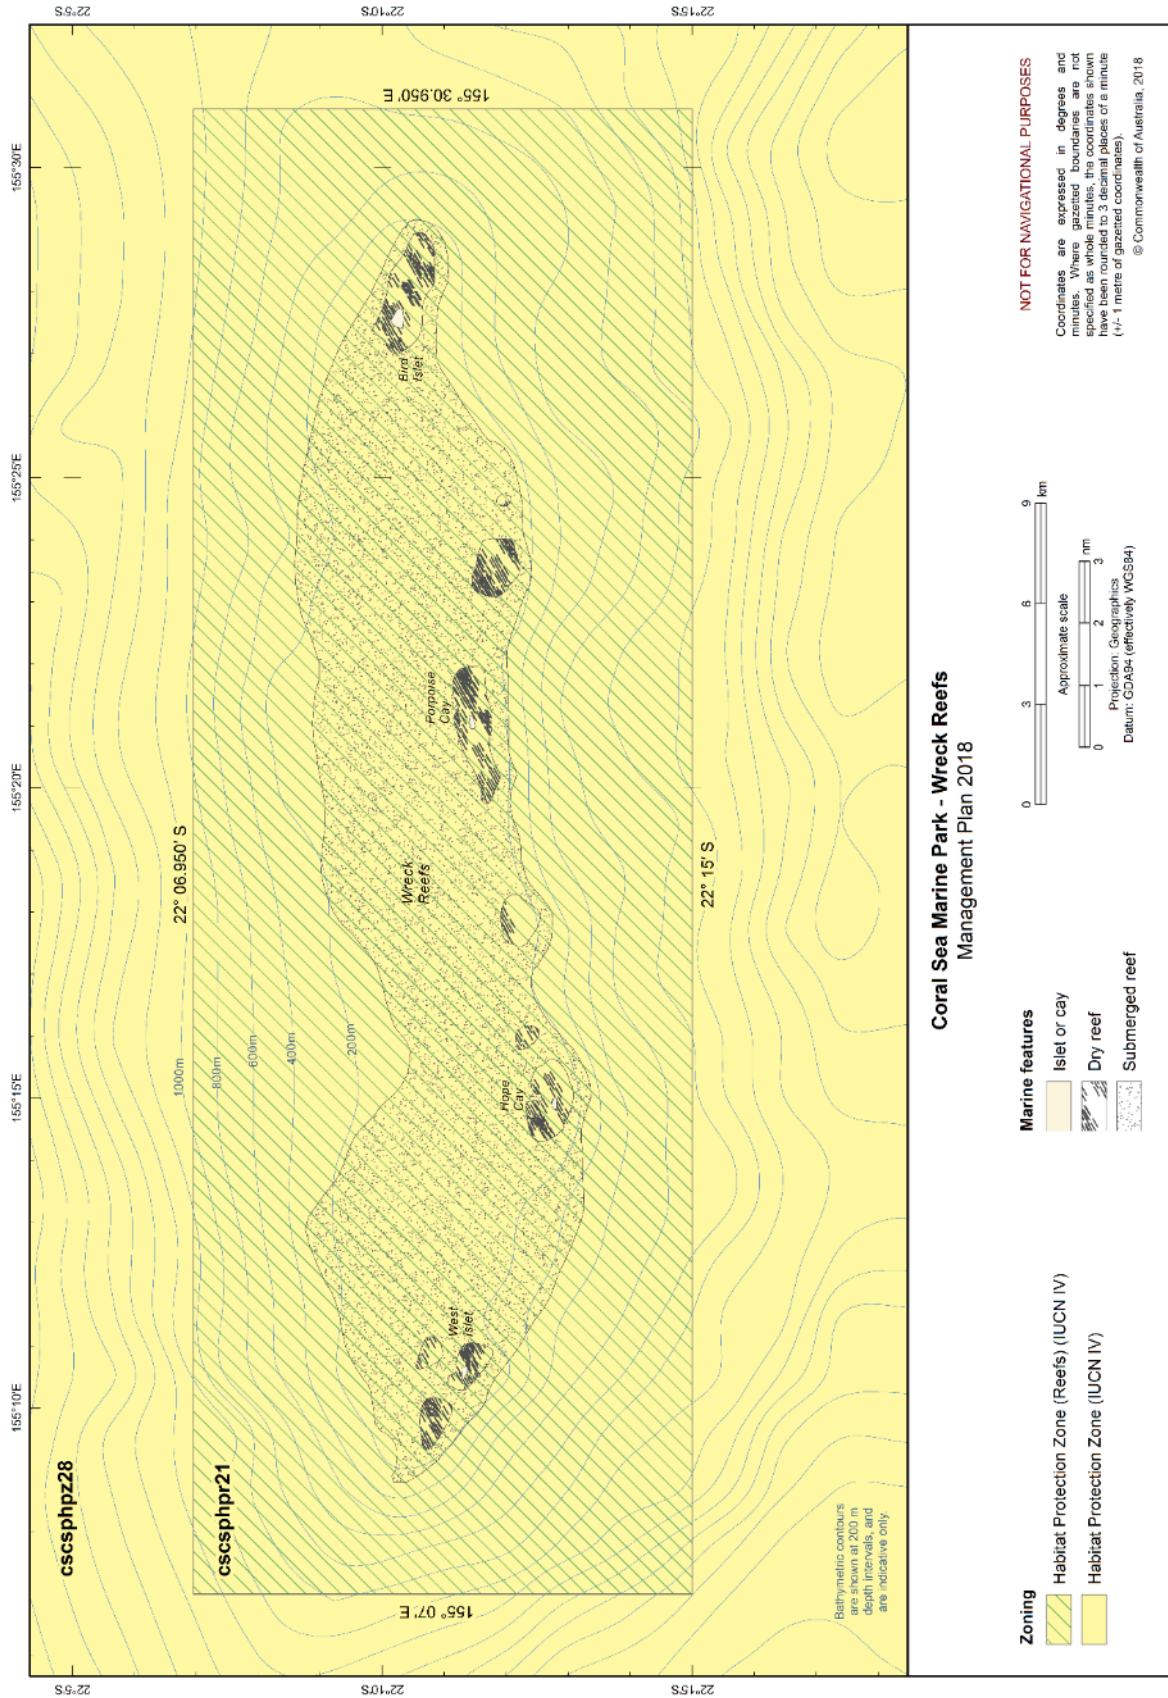 155°10'E
155°15'E
155°20'E
155°25'E
155°30'E
22°5'S
22°5'S
cscsphpz28
22° 06.950' S
cscsphpr21
1000m
800m
600m
400m
200m
155° 07' E
155° 30.950' E
22°10'S
22°10'S
Wreck
Reefs
Bird
Islet
Porpoise
Cay
West
Islet
Hope
Cay
22° 15' S
22°15'S
22°15'S
Bathymetric contours
are shown at 200 m
depth intervals, and
are indicative only.
Coral Sea Marine Park - Wreck Reefs
Management Plan 2018
Zoning
Habitat Protection Zone (Reefs) (IUCN IV)
Habitat Protection Zone (IUCN IV)
Marine features
Islet or cay
Dry reef
Submerged reef
0 3 6 9
km
Approximate scale
nm
0 1 2 3
Projection: Geographics
Datum: GDA94 (effectively WGS84)
NOT FOR NAVIGATIONAL PURPOSES
Coordinates are expressed in degrees and
minutes. Where gazetted boundaries are not
specified as whole minutes, the coordinates shown
have been rounded to 3 decimal places of a minute
(+/- 1 metre of gazetted coordinates).
© Commonwealth of Australia, 2018